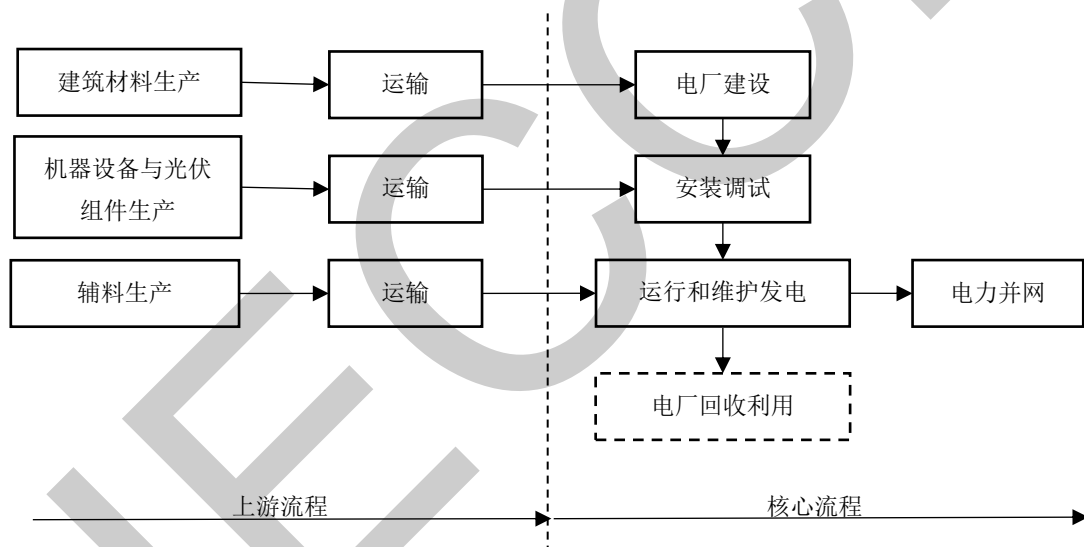 建筑材料生产
运输
电厂建设
机器设备与光伏
组件生产
运输
安装调试
辅料生产
运输
运行和维护发电
电力并网
电厂回收利用
上游流程
核心流程